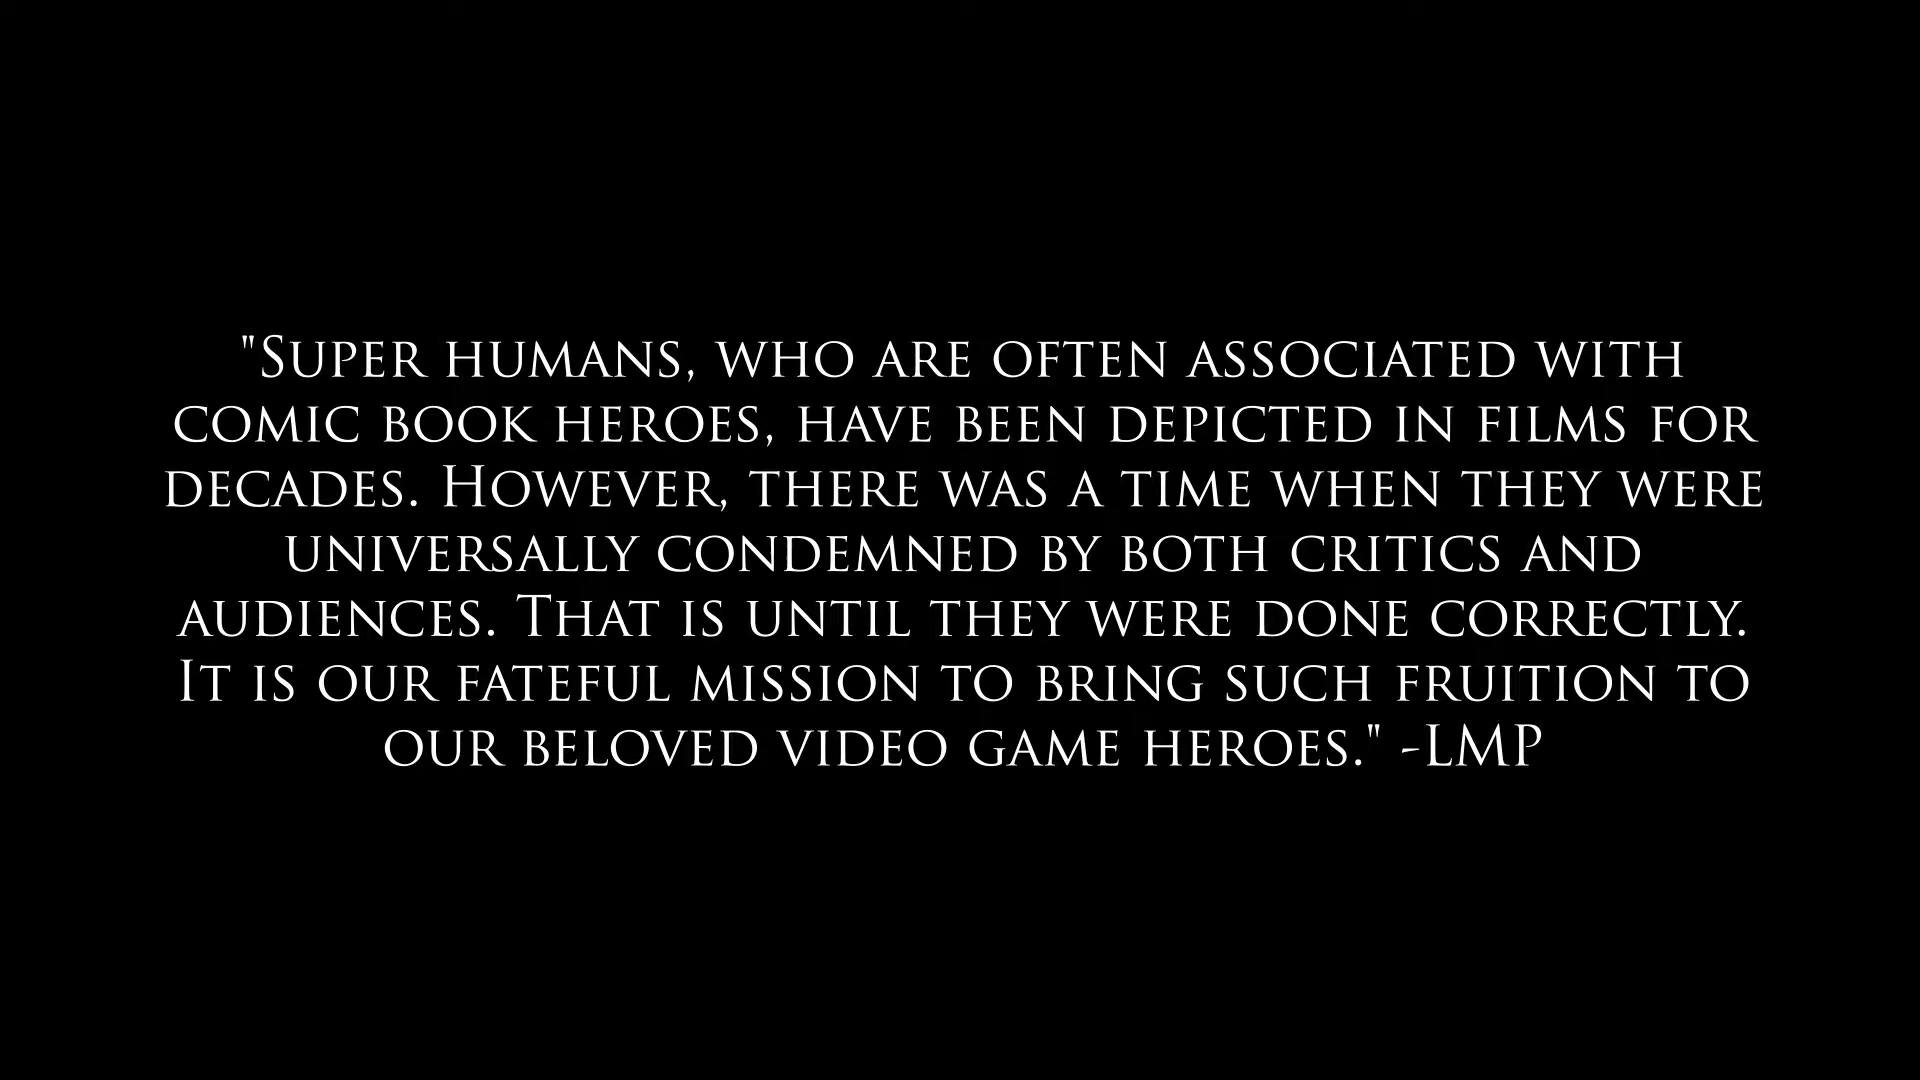 "Super humans, who are often associated with
comic book heroes, have been depicted in films for
decades. However, there was a time when they were
universally condemned by both critics and
audiences. That is until they were done correctly.
It is our fateful mission to bring such fruition to
our beloved video game heroes." -LMP